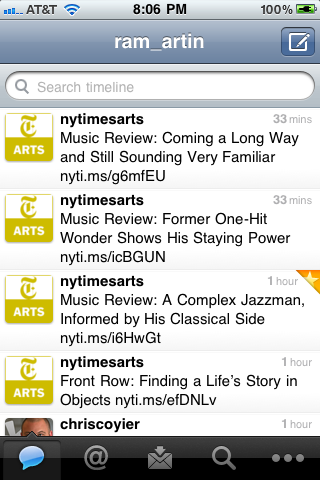 AT&T 8:06 PM 100%
ram_artin
Search timeline
nytimesarts 33 mins
Music Review: Coming a Long Way
and Still Sounding Very Familiar
nyti.ms/g6mfEU
T
ARTS
nytimesarts 33 mins
Music Review: Former One-Hit
Wonder Shows His Staying Power
nyti.ms/icBGUN
T
ARTS
nytimesarts 1 hour
Music Review: A Complex Jazzman,
Informed by His Classical Side
nyti.ms/i6HwGt
T
ARTS
nytimesarts 1 hour
Front Row: Finding a Life's Story in
Objects nyti.ms/efDNLv
T
ARTS
chriscoyier 1 hour
@